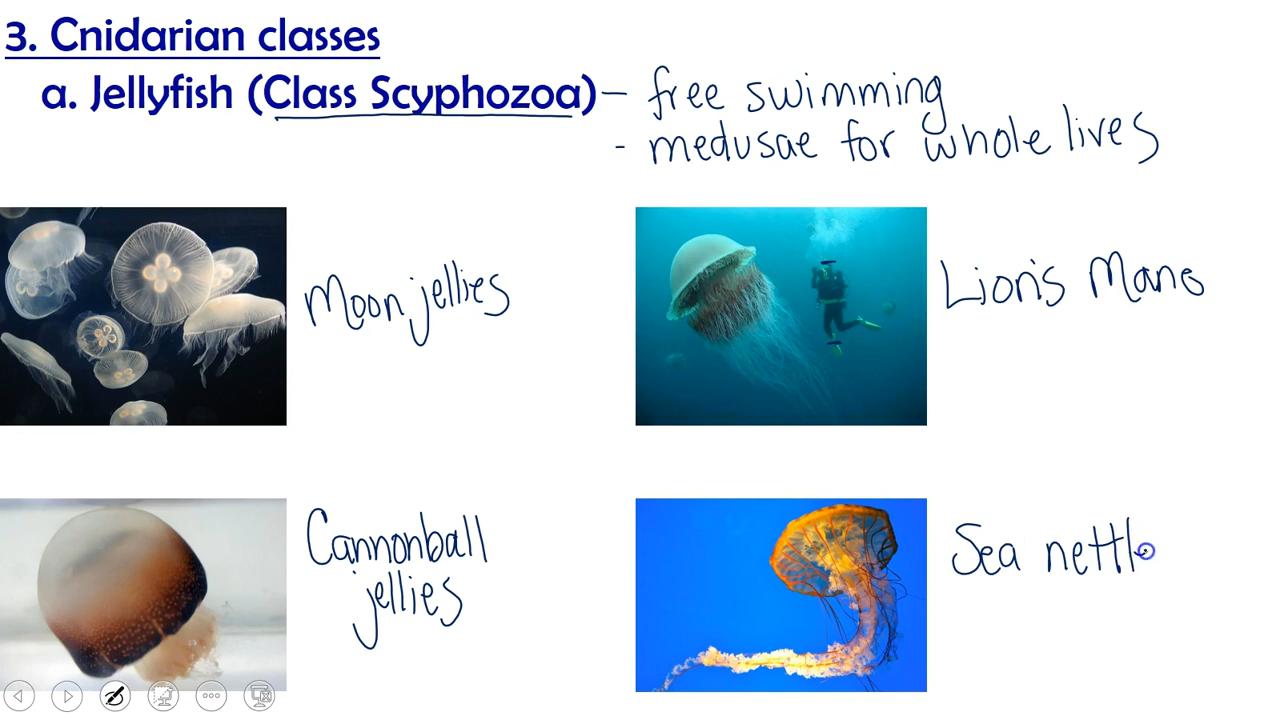 3. Cnidarian classes
a. Jellyfish (Class Scyphozoa) - free swimming
- medusae for whole lives
Moon jellies
Lion's Mane
Cannonball
jellies
Sea nettle